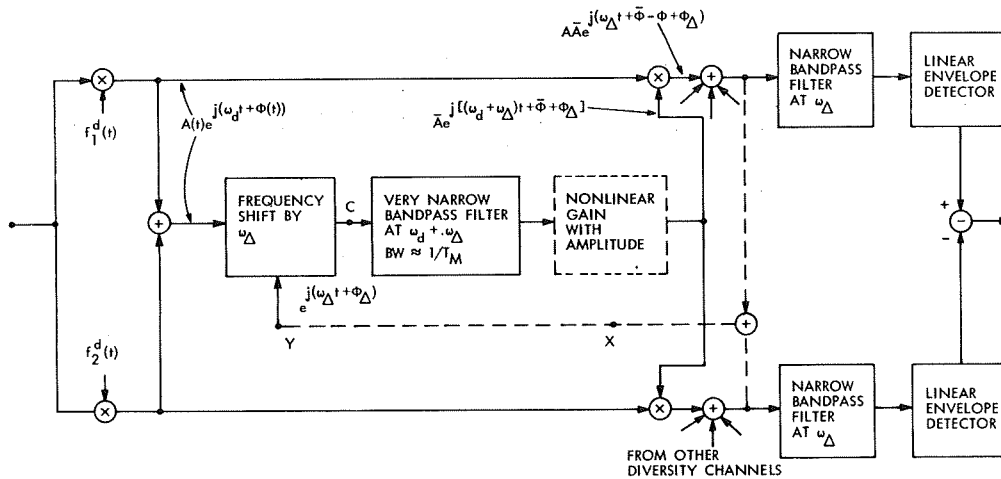 AĀe^j(ω_Δ t + Φ̄ - Φ + Φ_Δ)
NARROW
BANDPASS
FILTER
AT ω_Δ
LINEAR
ENVELOPE
DETECTOR
f_1^d(t)
A(t)e^j(ω_d t + Φ(t))
Āe^j[(ω_d + ω_Δ)t + Φ̄ + Φ_Δ]
FREQUENCY
SHIFT BY
ω_Δ
C
VERY NARROW
BANDPASS FILTER
AT ω_d + .ω_Δ
BW ≈ 1/T_M
NONLINEAR
GAIN
WITH
AMPLITUDE
+
-
e^j(ω_Δ t + Φ_Δ)
Y
X
f_2^d(t)
NARROW
BANDPASS
FILTER
AT ω_Δ
LINEAR
ENVELOPE
DETECTOR
FROM OTHER
DIVERSITY CHANNELS